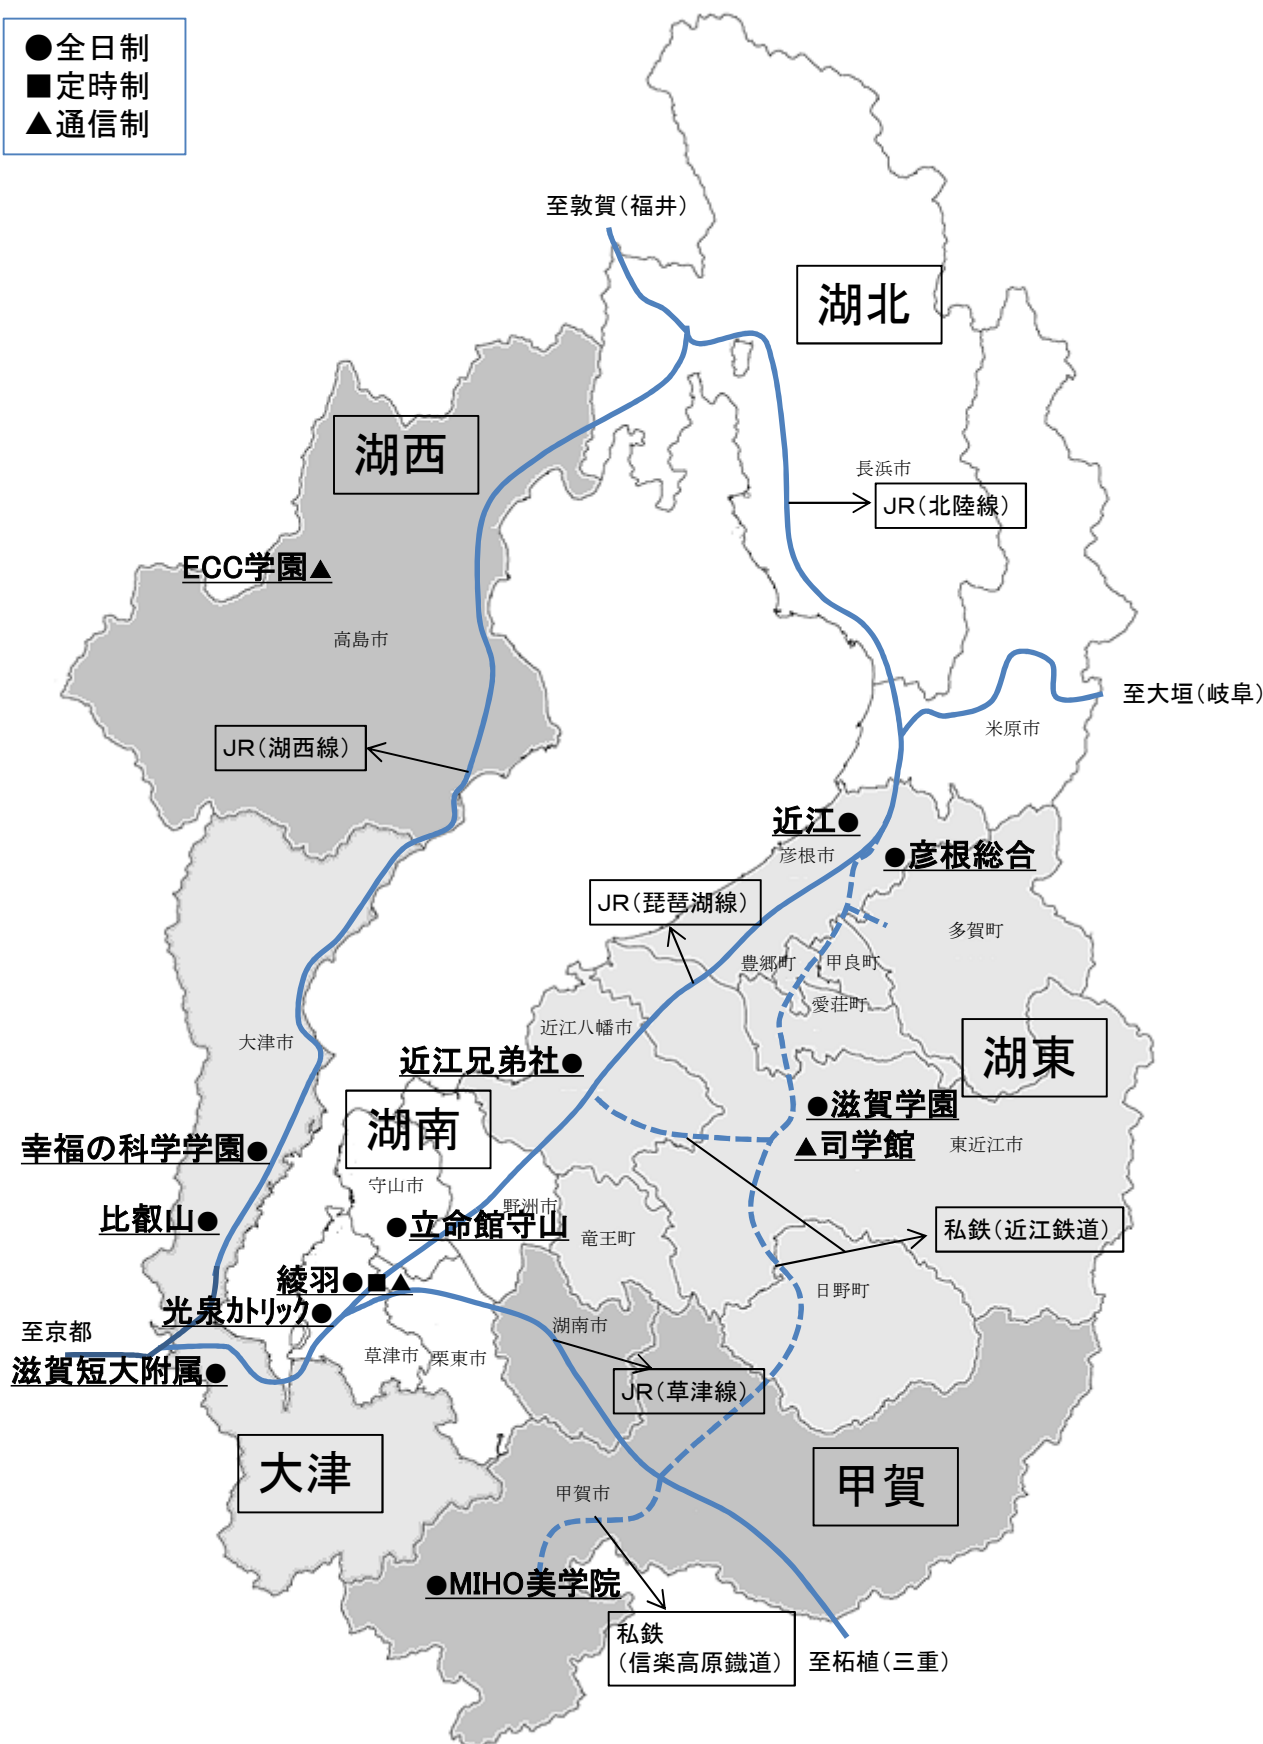 ●全日制
■定時制
▲通信制
至敦賀(福井)
湖北
湖西
長浜市
JR(北陸線)
ECC学園▲
高島市
至大垣(岐阜)
米原市
JR(湖西線)
近江●
彦根市
●彦根総合
JR(琵琶湖線)
多賀町
豊郷町
甲良町
愛荘町
近江八幡市
大津市
湖東
近江兄弟社●
●滋賀学園
湖南
幸福の科学学園●
▲司学館
東近江市
守山市
野洲市
比叡山●
●立命館守山
竜王町
私鉄(近江鉄道)
綾羽●■▲
日野町
光泉カトリック●
至京都
湖南市
滋賀短大附属●
草津市
栗東市
JR(草津線)
大津
甲賀
甲賀市
●MIHO美学院
私鉄
(信楽高原鐵道)
至柘植(三重)